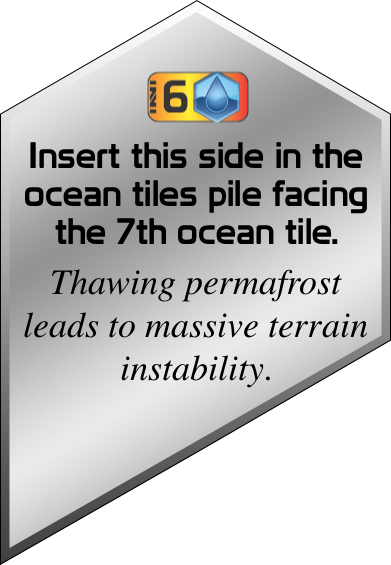 6
Insert this side in the
ocean tiles pile facing
the 7th ocean tile.
Thawing permafrost
leads to massive terrain
instability.